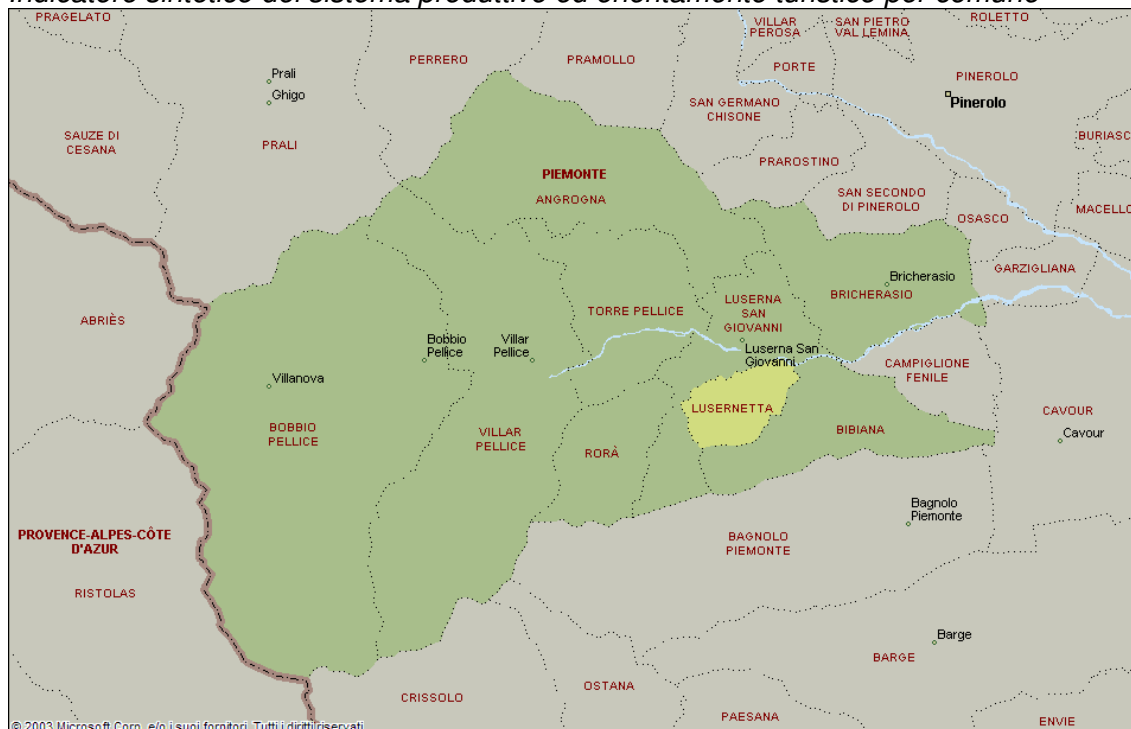 Indicatore sintetico del sistema produttivo ed orientamento turistico per comune
PRAGELATO
VILLAR
PEROSA
SAN PIETRO
VAL LEMINA
ROLETTO
PERRERO
PRAMOLLO
PORTE
PINEROLO
Prali
Ghigo
Pinerolo
SAN GERMANO
CHISONE
SAUZE DI
CESANA
PRALI
BURIASC
PRAROSTINO
PIEMONTE
ANGROGNA
SAN SECONDO
DI PINEROLO
OSASCO
MACELLO
GARZIGLIANA
Bricherasio
BRICHERASIO
ABRIÈS
TORRE PELLICE
LUSERNA
SAN
GIOVANNI
Bobbio
Pellice
Villar
Pellice
Luserna San
Giovanni
CAMPIGLIONE
FENILE
Villanova
LUSERNETTA
CAVOUR
Cavour
BOBBIO
PELLICE
VILLAR
PELLICE
RORÀ
BIBIANA
Bagnolo
Piemonte
PROVENCE-ALPES-CÔTE
D'AZUR
BAGNOLO
PIEMONTE
RISTOLAS
Barge
BARGE
CRISSOLO
OSTANA
PAESANA
ENVIE
© 2003 Microsoft Corp. e/o i suoi fornitori. Tutti i diritti riservati.